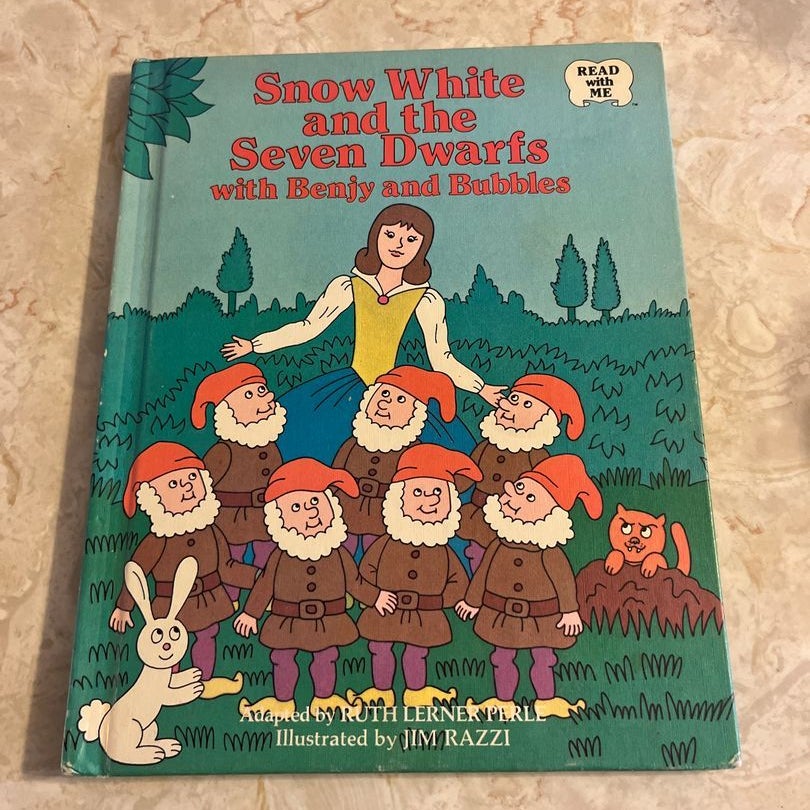 READ
with
ME
™
Snow White
and the
Seven Dwarfs
with Benjy and Bubbles
Adapted by RUTH LERNER PERLE
Illustrated by JIM RAZZI